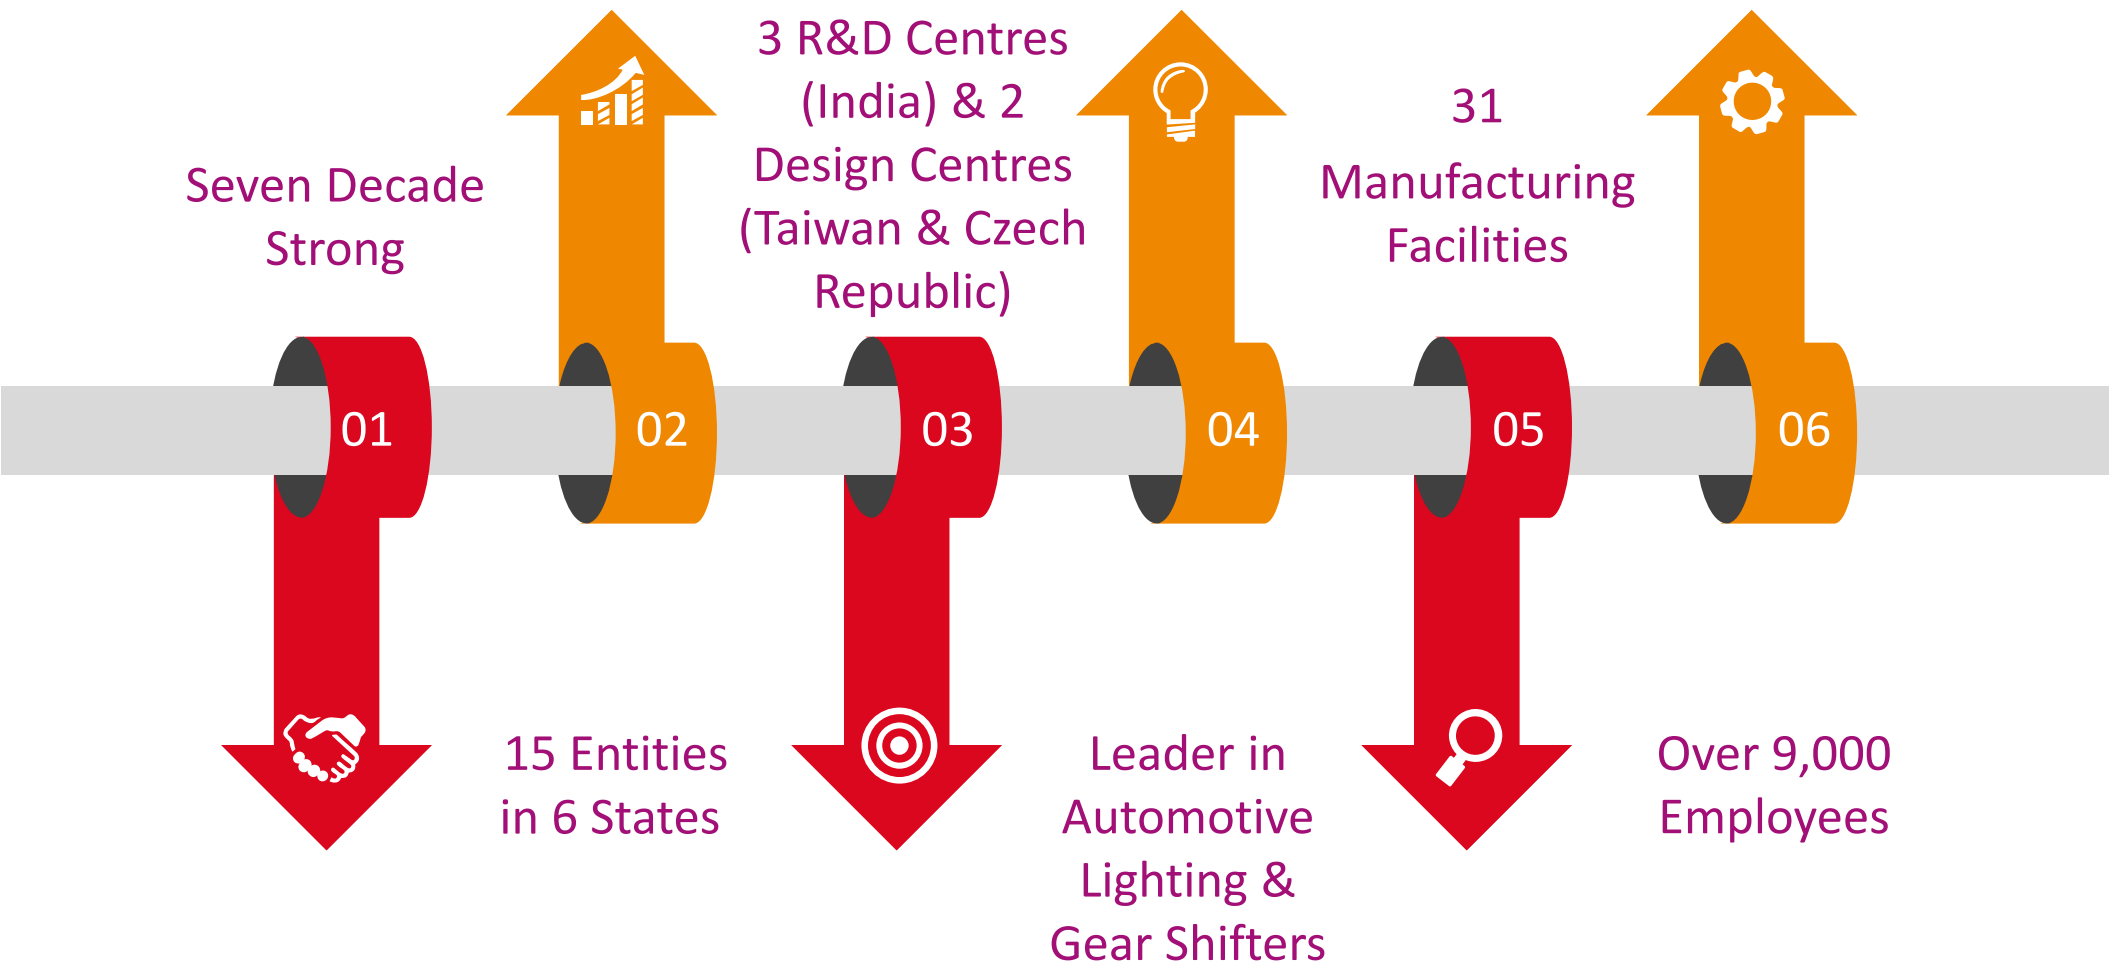 Seven Decade
Strong
01
02
15 Entities
in 6 States
3 R&D Centres
(India) & 2
Design Centres
(Taiwan & Czech
Republic)
03
04
Leader in
Automotive
Lighting &
Gear Shifters
31
Manufacturing
Facilities
05
06
Over 9,000
Employees